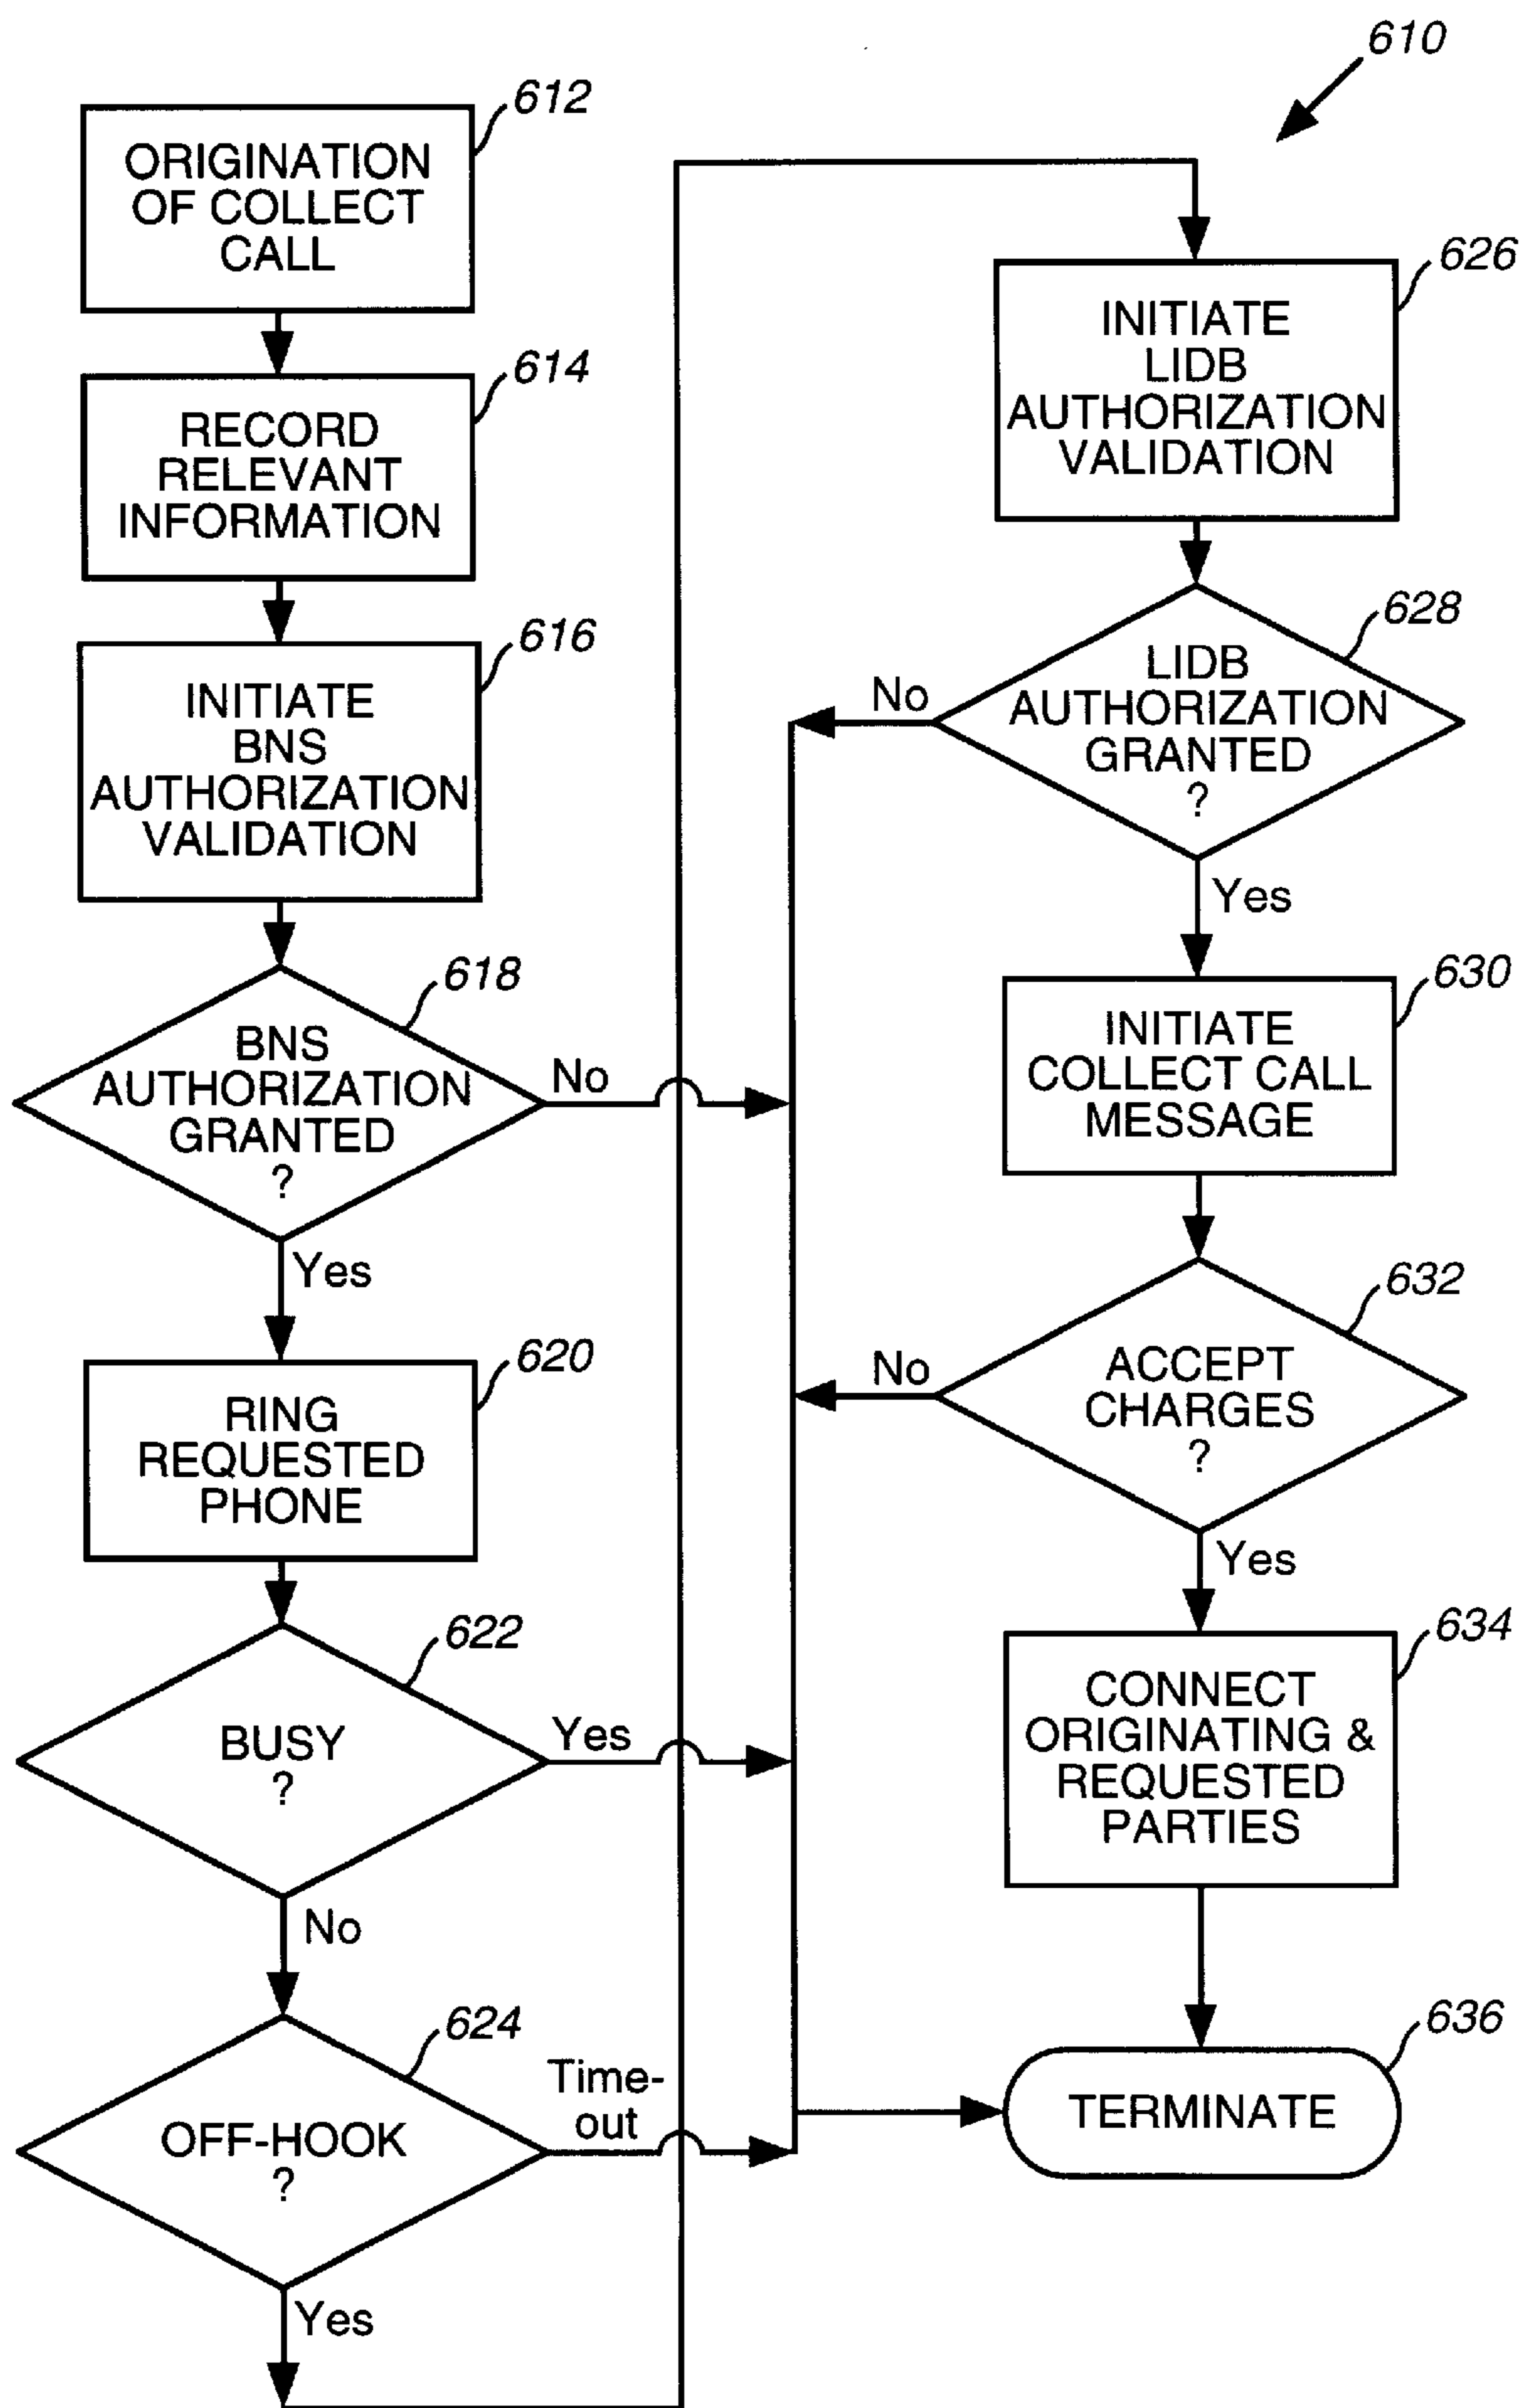 610
612
ORIGINATION
OF COLLECT
CALL
614
RECORD
RELEVANT
INFORMATION
616
INITIATE
BNS
AUTHORIZATION
VALIDATION
618
BNS
AUTHORIZATION
GRANTED
?
No
Yes
620
RING
REQUESTED
PHONE
622
BUSY
?
Yes
No
624
OFF-HOOK
?
Time-
out
Yes
626
INITIATE
LIDB
AUTHORIZATION
VALIDATION
628
LIDB
AUTHORIZATION
GRANTED
?
No
Yes
630
INITIATE
COLLECT CALL
MESSAGE
632
ACCEPT
CHARGES
?
No
Yes
634
CONNECT
ORIGINATING &
REQUESTED
PARTIES
636
TERMINATE